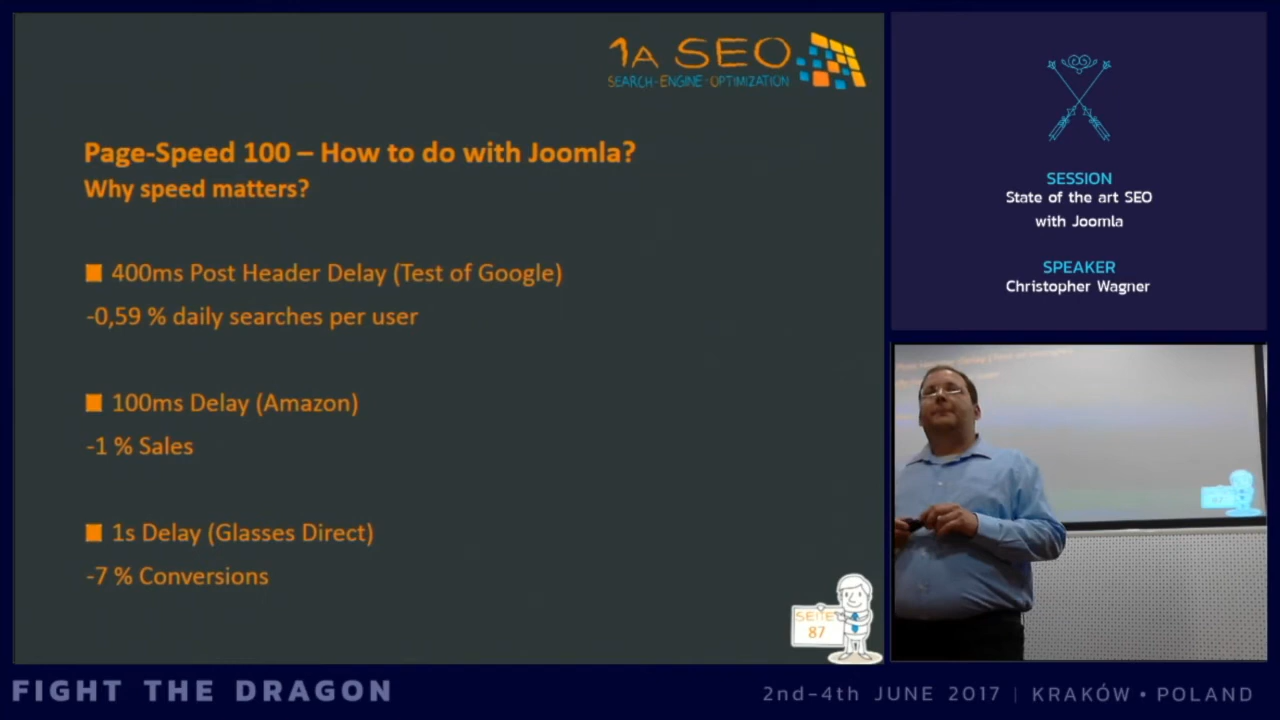 1A SEO
SEARCH-ENGINE-OPTIMIZATION
Page-Speed 100 – How to do with Joomla?
Why speed matters?
400ms Post Header Delay (Test of Google)
-0,59 % daily searches per user
100ms Delay (Amazon)
-1 % Sales
1s Delay (Glasses Direct)
-7 % Conversions
SEITE
87
SESSION
State of the art SEO
with Joomla
SPEAKER
Christopher Wagner
FIGHT THE DRAGON
2nd-4th JUNE 2017 | KRAKÓW • POLAND